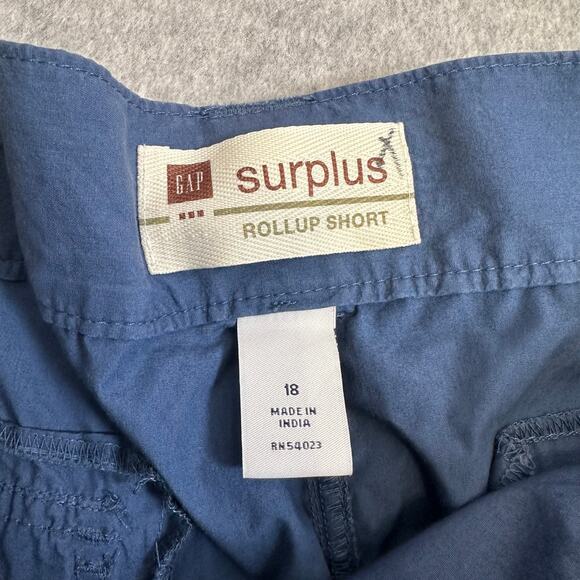 GAP
surplus
ROLLUP SHORT
18
MADE IN
INDIA
RN54023